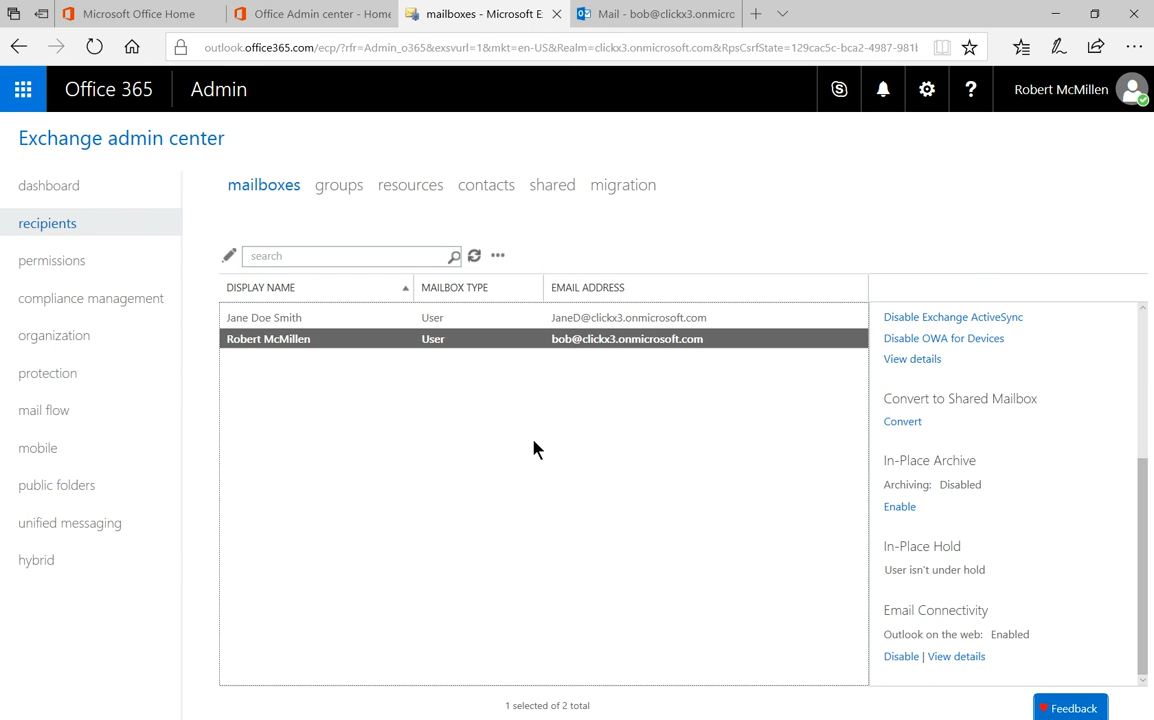 Microsoft Office Home
Office Admin center - Home
mailboxes - Microsoft E
Mail - bob@clickx3.onmicro
outlook.office365.com/ecp/?rfr=Admin_o365&exsvurl=1&mkt=en-US&Realm=clickx3.onmicrosoft.com&RpsCsrfState=129cac5c-bca2-4987-981
Office 365
Admin
?
Robert McMillen
Exchange admin center
dashboard
recipients
permissions
compliance management
organization
protection
mail flow
mobile
public folders
unified messaging
hybrid
mailboxes groups resources contacts shared migration
search
DISPLAY NAME MAILBOX TYPE EMAIL ADDRESS
Jane Doe Smith User JaneD@clickx3.onmicrosoft.com
Robert McMillen User bob@clickx3.onmicrosoft.com
Disable Exchange ActiveSync
Disable OWA for Devices
View details
Convert to Shared Mailbox
Convert
In-Place Archive
Archiving: Disabled
Enable
In-Place Hold
User isn't under hold
Email Connectivity
Outlook on the web: Enabled
Disable | View details
1 selected of 2 total
Feedback